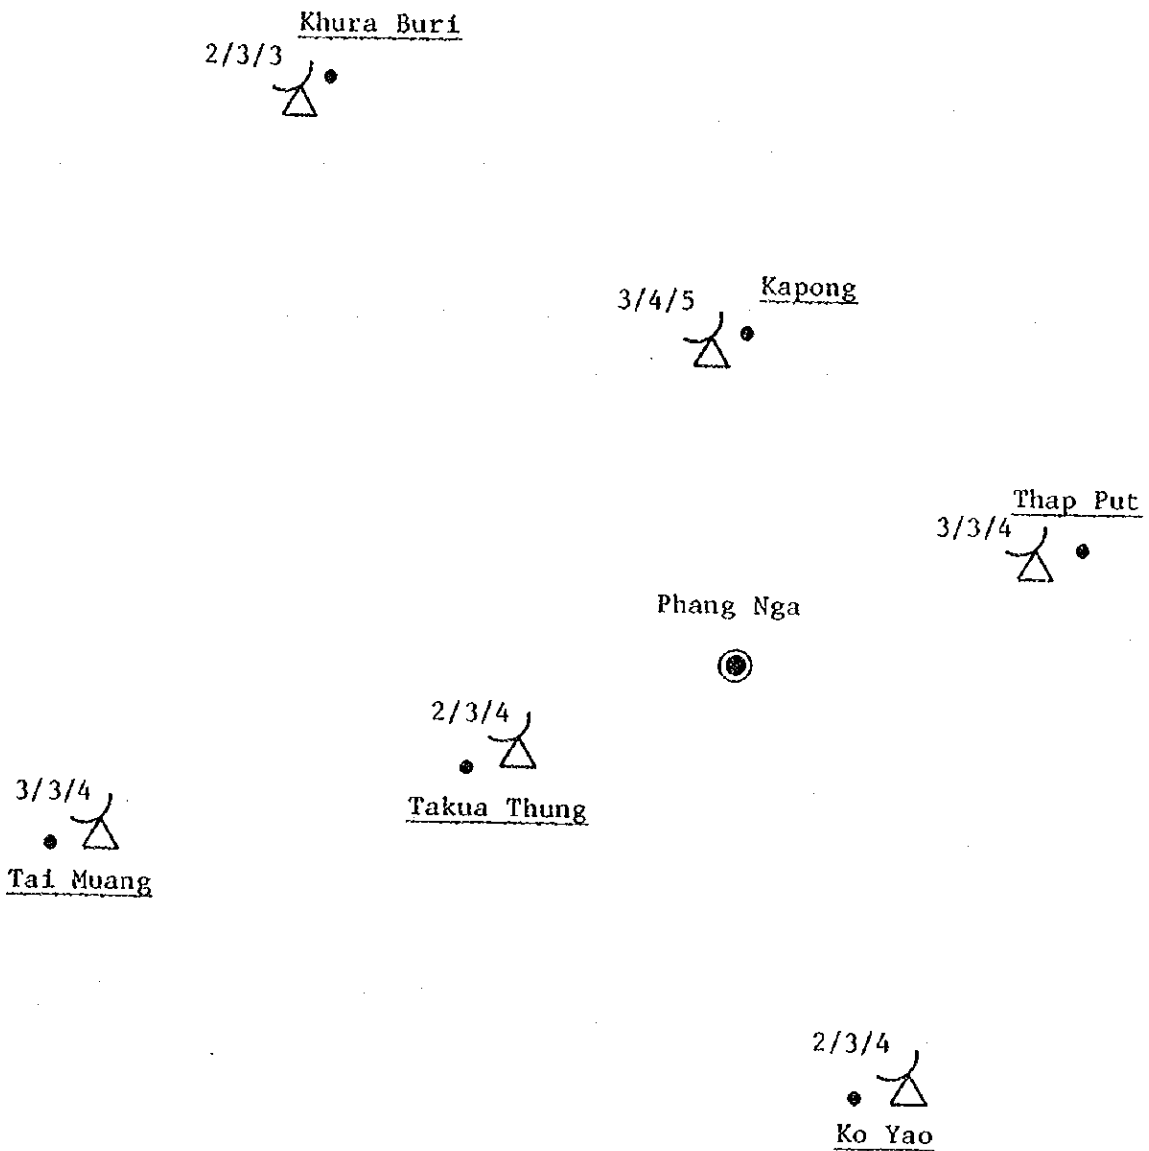 Khura Buri
2/3/3
Kapong
3/4/5
Thap Put
3/3/4
Phang Nga
2/3/4
Takua Thung
3/3/4
Tai Muang
2/3/4
Ko Yao